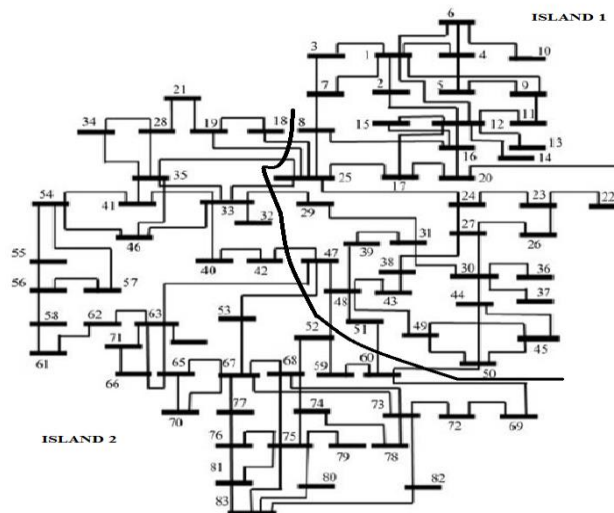 ISLAND 1
6
3 1 4 10
21 7 2 5 9
34 28 19 18 8 15 12 11
13
16 14
35 25 17 20
54 41 33 32 29 24 23 22
46 31 27 26
55 40 42 47 39 38 30 36
56 57 48 43 37
53 44
58 62 63 52 51 49 45
61 71 59 60 50
66 65 67 68
70 77 74 73 72 69
ISLAND 2 76 75 79 78
81 80 82
83